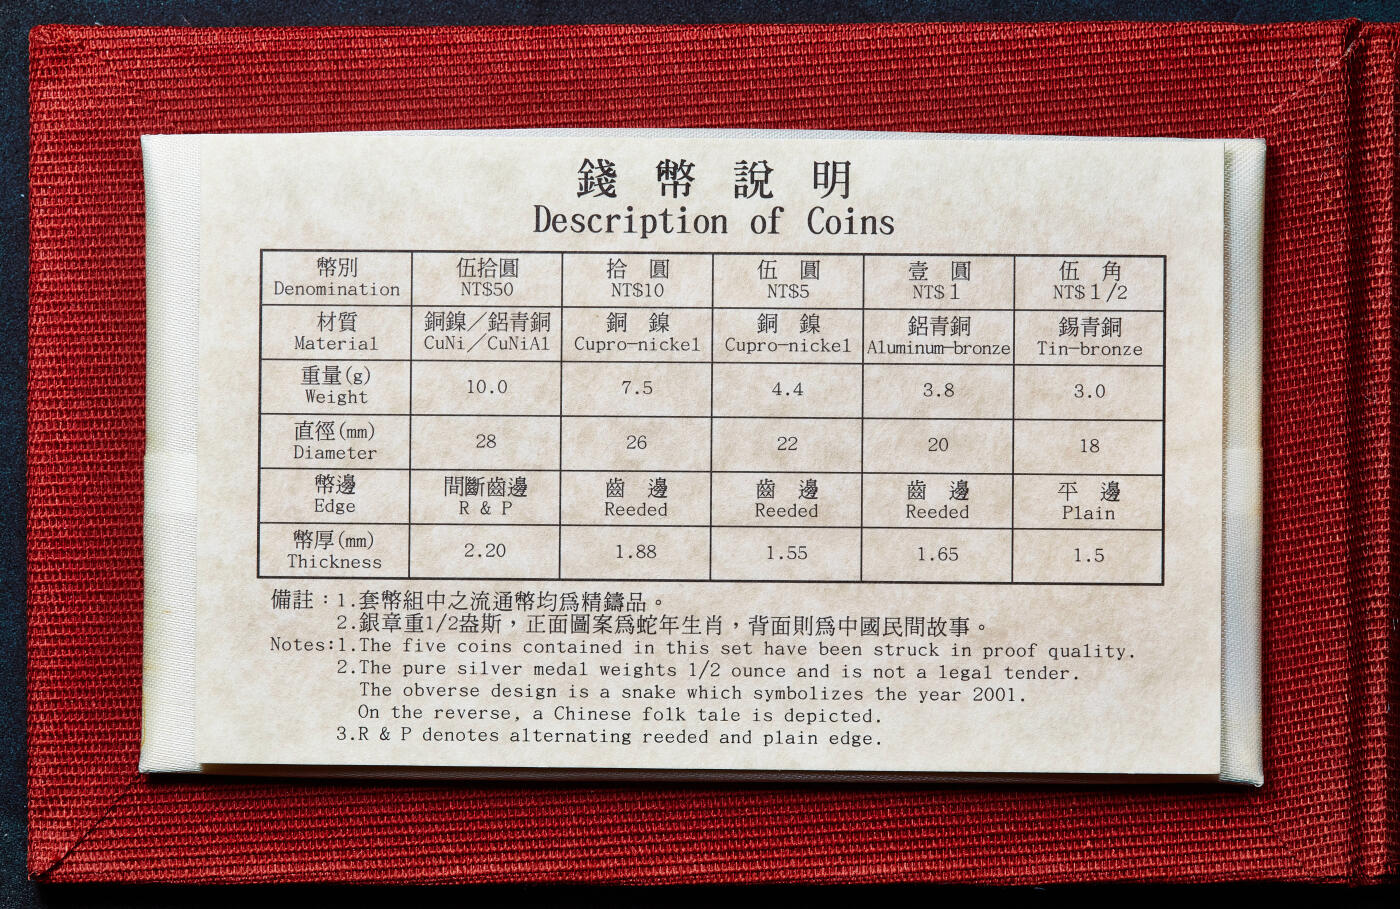 錢幣說明
Description of Coins
幣別 伍拾圓 拾圓 伍圓 壹圓 伍角
Denomination NT$50 NT$10 NT$5 NT$1 NT$1/2
材質 銅鎳／鋁青銅 銅鎳 銅鎳 鋁青銅 錫青銅
Material CuNi／CuNiAl Cupro-nickel Cupro-nickel Aluminum-bronze Tin-bronze
重量(g)
Weight 10.0 7.5 4.4 3.8 3.0
直徑(mm)
Diameter 28 26 22 20 18
幣邊 間斷齒邊 齒邊 齒邊 齒邊 平邊
Edge R & P Reeded Reeded Reeded Plain
幣厚(mm)
Thickness 2.20 1.88 1.55 1.65 1.5
備註：1.套幣組中之流通幣均為精鑄品。
2.銀章重1/2盎斯，正面圖案為蛇年生肖，背面則為中國民間故事。
Notes:1.The five coins contained in this set have been struck in proof quality.
2.The pure silver medal weights 1/2 ounce and is not a legal tender.
The obverse design is a snake which symbolizes the year 2001.
On the reverse, a Chinese folk tale is depicted.
3.R & P denotes alternating reeded and plain edge.